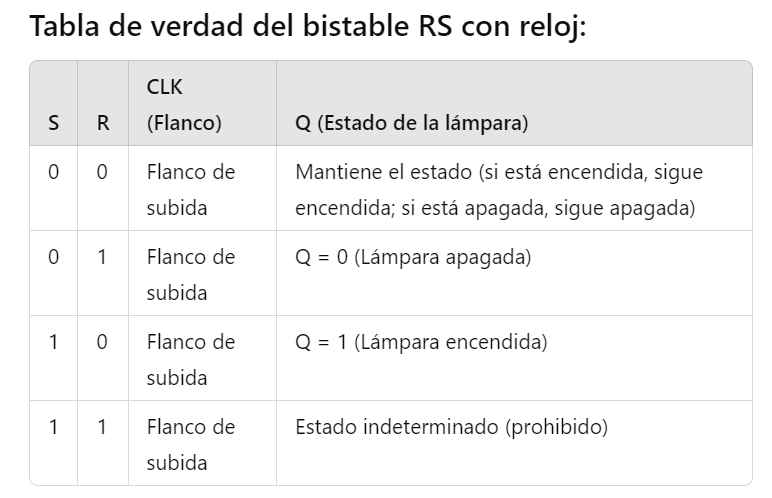 Tabla de verdad del bistable RS con reloj:
S R CLK (Flanco) Q (Estado de la lámpara)
0 0 Flanco de subida Mantiene el estado (si está encendida, sigue encendida; si está apagada, sigue apagada)
0 1 Flanco de subida Q = 0 (Lámpara apagada)
1 0 Flanco de subida Q = 1 (Lámpara encendida)
1 1 Flanco de subida Estado indeterminado (prohibido)